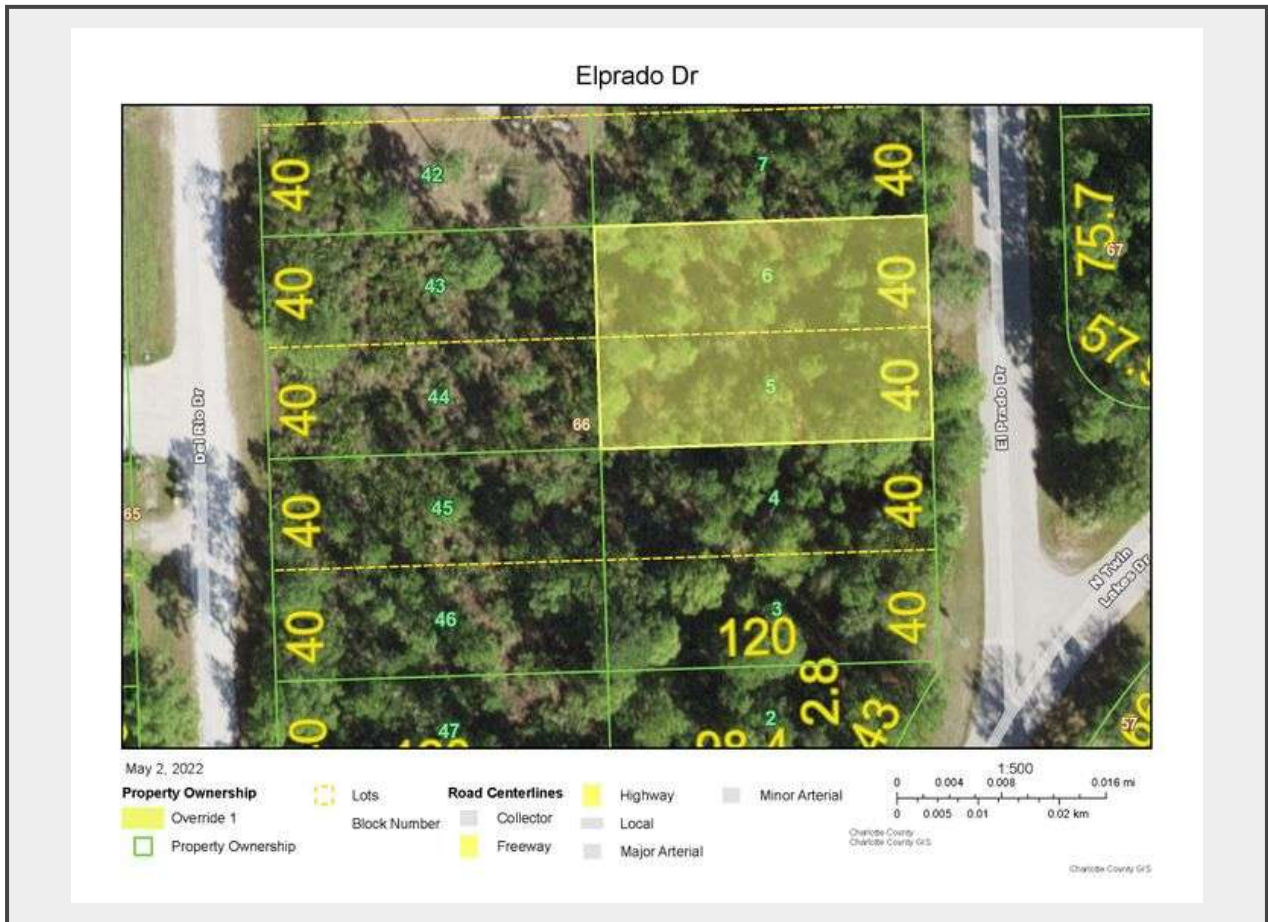 Elprado Dr
40
42
7
40
75.7
67
40
43
6
40
57.
40
44
66
5
40
Del Rio Dr
El Prado Dr
65
40
45
4
40
N Twin
Lakes Dr
40
46
3
120
40
2.8
2
43
47
57
May 2, 2022
1:500
Property Ownership
Override 1
Property Ownership
Lots
Block Number
Road Centerlines
Collector
Freeway
Highway
Local
Major Arterial
Minor Arterial
0 0.004 0.008 0.016 mi
0 0.005 0.01 0.02 km
Charlotte County
Charlotte County GIS
Charlotte County GIS